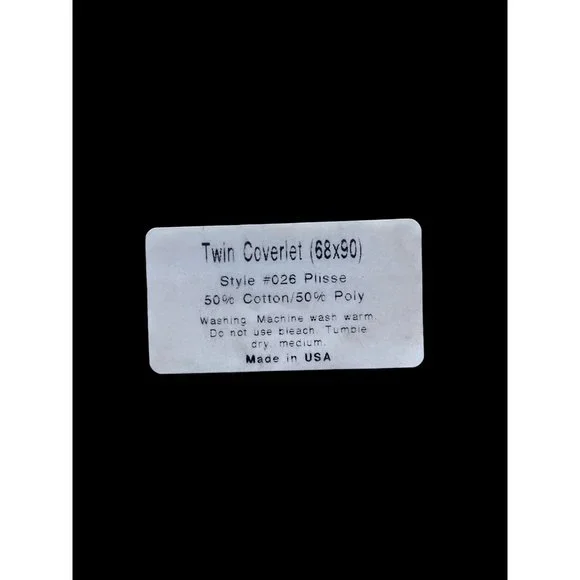 Twin Coverlet (68x90)
Style #026 Plisse
50% Cotton/50% Poly
Washing. Machine wash warm.
Do not use bleach. Tumble
dry, medium.
Made in USA